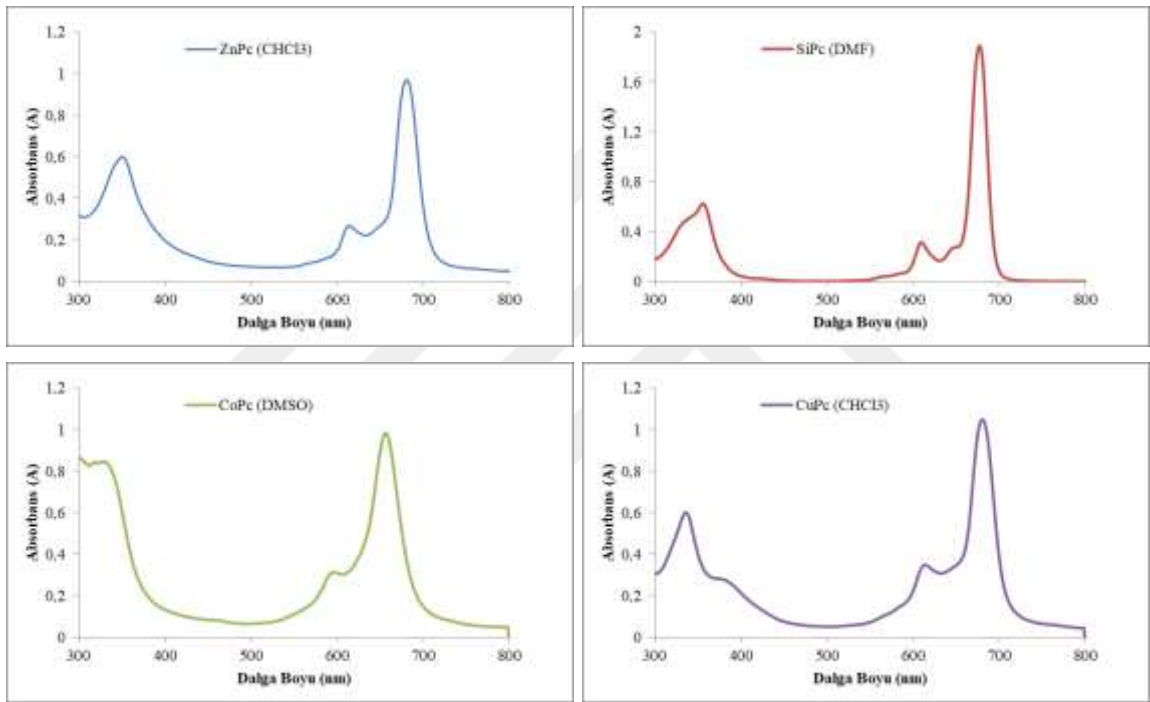 1.2
ZnPc (CHCl3)
1
0.8
0.6
0.4
0.2
0
Absorbans (A)
300 400 500 600 700 800
Dalga Boyu (nm)
2
SiPc (DMF)
1.6
1.2
0.8
0.4
0
Absorbans (A)
300 400 500 600 700 800
Dalga Boyu (nm)
1.2
CoPc (DMSO)
1
0.8
0.6
0.4
0.2
0
Absorbans (A)
300 400 500 600 700 800
Dalga Boyu (nm)
1.2
CuPc (CHCl3)
1
0.8
0.6
0.4
0.2
0
Absorbans (A)
300 400 500 600 700 800
Dalga Boyu (nm)